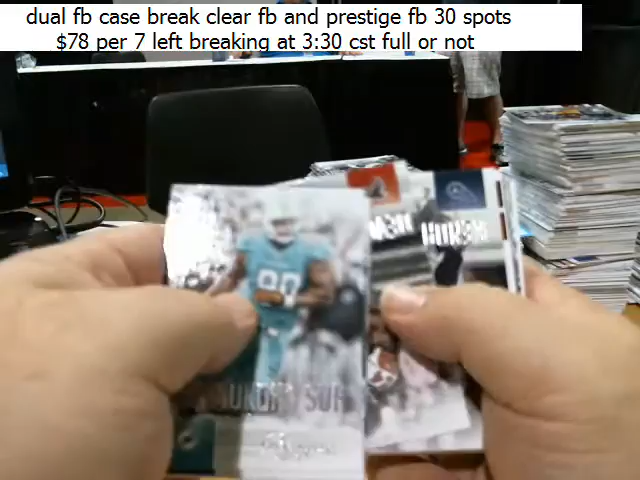 dual fb case break clear fb and prestige fb 30 spots
$78 per 7 left breaking at 3:30 cst full or not
90